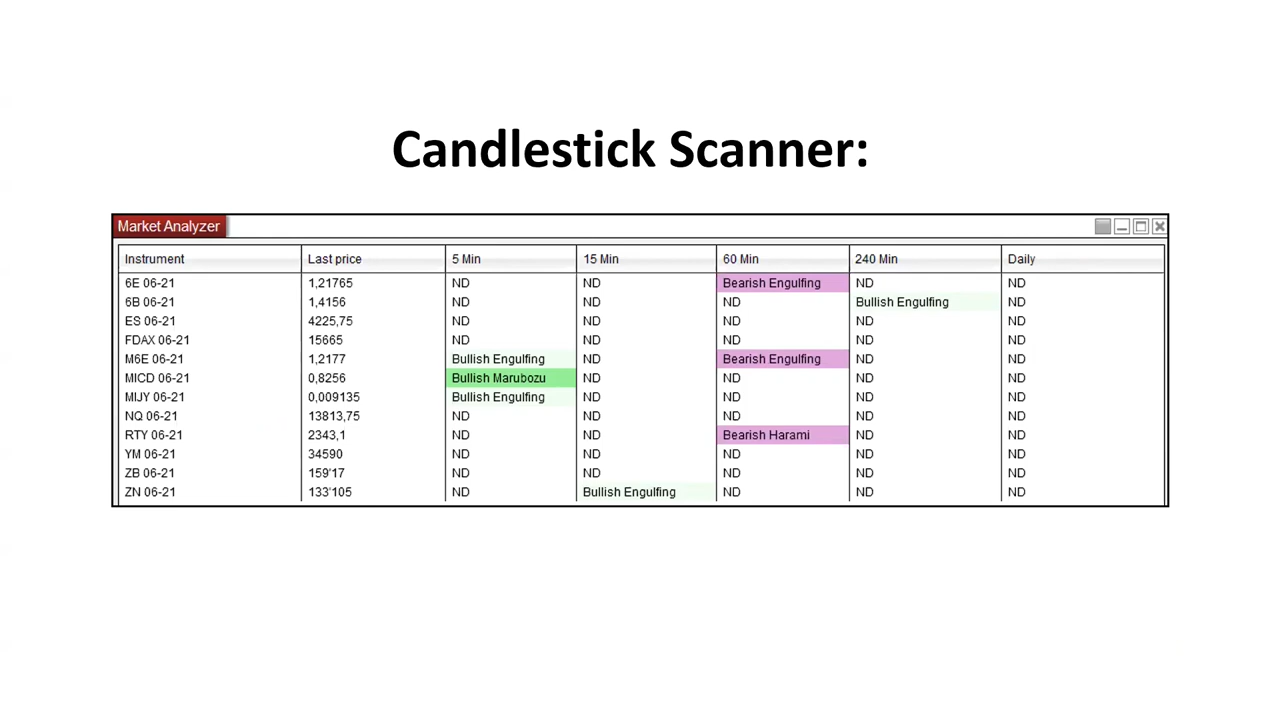 Candlestick Scanner:
Market Analyzer
Instrument Last price 5 Min 15 Min 60 Min 240 Min Daily
6E 06-21 1,21765 ND ND Bearish Engulfing ND ND
6B 06-21 1,4156 ND ND ND Bullish Engulfing ND
ES 06-21 4225,75 ND ND ND ND ND
FDAX 06-21 15665 ND ND ND ND ND
M6E 06-21 1,2177 Bullish Engulfing ND Bearish Engulfing ND ND
MICD 06-21 0,8256 Bullish Marubozu ND ND ND ND
MIJY 06-21 0,009135 Bullish Engulfing ND ND ND ND
NQ 06-21 13813,75 ND ND ND ND ND
RTY 06-21 2343,1 ND ND Bearish Harami ND ND
YM 06-21 34590 ND ND ND ND ND
ZB 06-21 159'17 ND ND ND ND ND
ZN 06-21 133'105 ND Bullish Engulfing ND ND ND